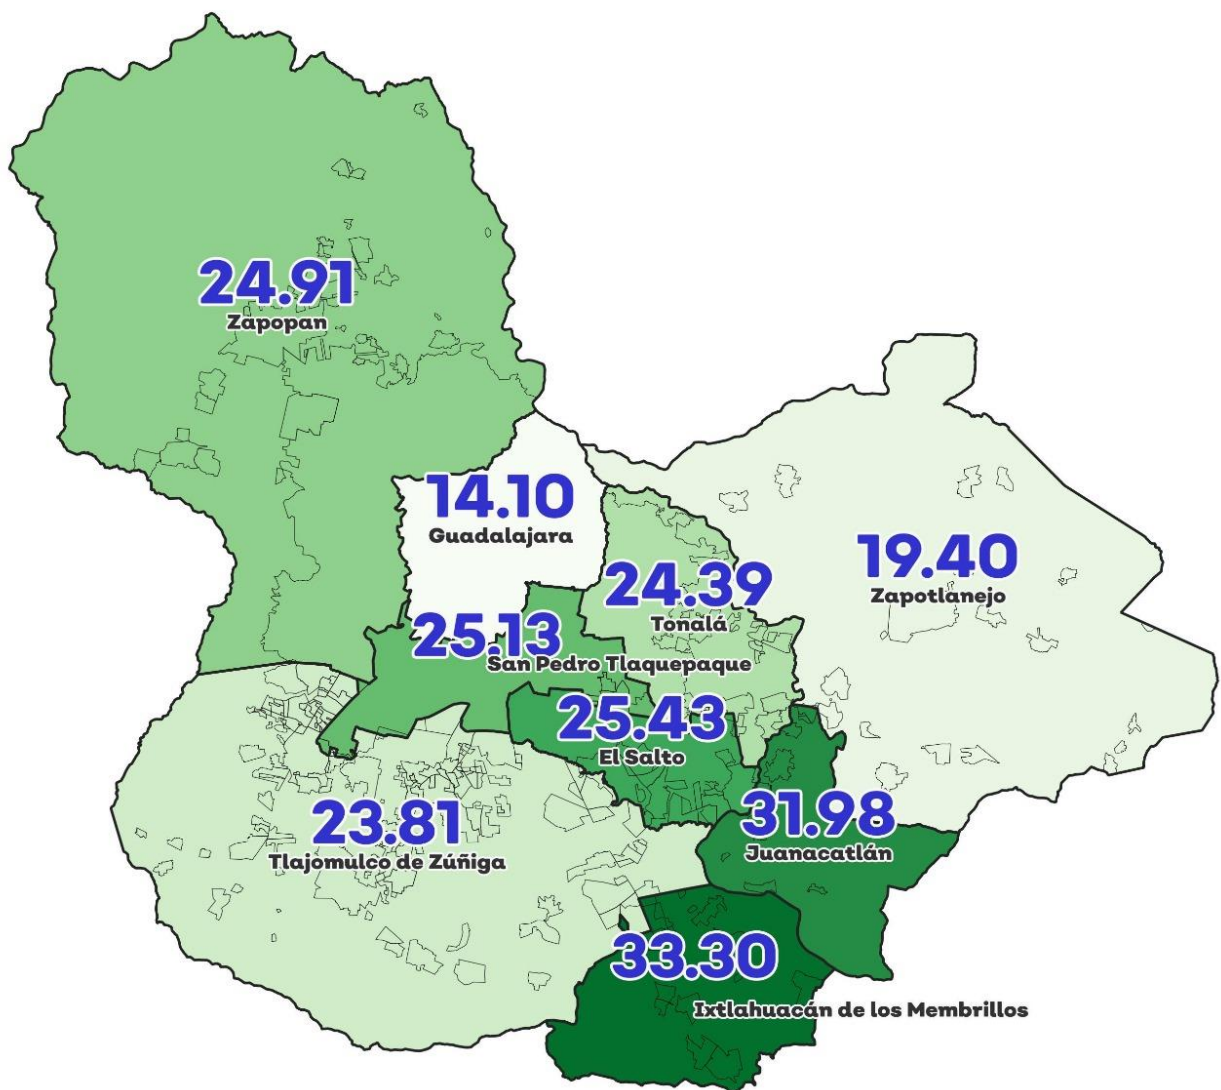 24.91
Zapopan
14.10
Guadalajara
19.40
Zapotlanejo
24.39
Tonalá
25.13
San Pedro Tlaquepaque
25.43
El Salto
23.81
Tlajomulco de Zúñiga
31.98
Juanacatlán
33.30
Ixtlahuacán de los Membrillos